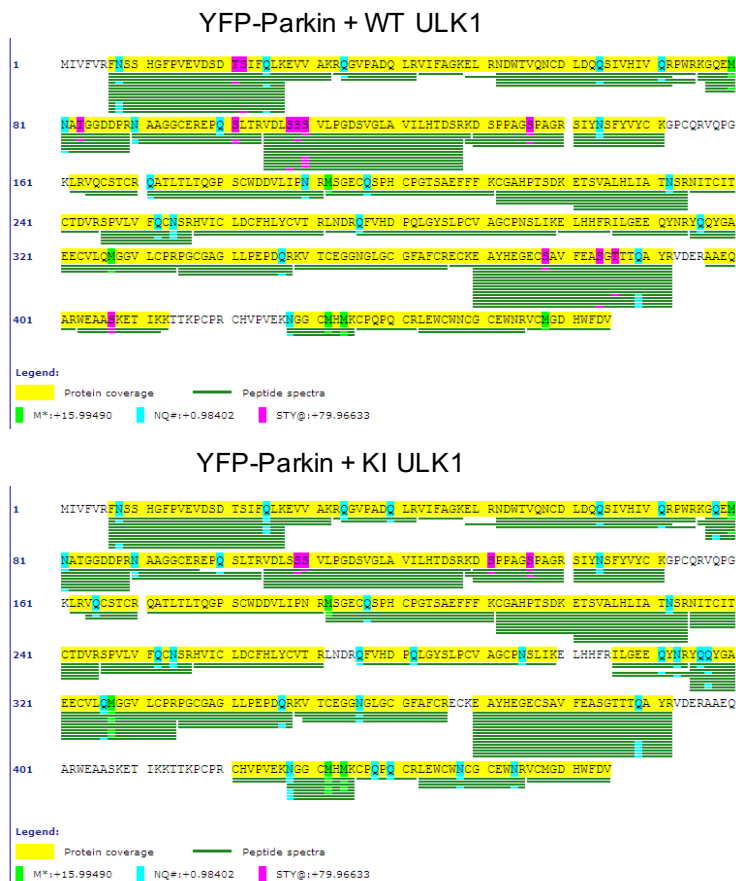 YFP-Parkin + WT ULK1
1 MIVFVRFNSS HGFPVEVDSD TSIFQLKEVV AKRQGVPADQ LRVIFAGKEL RNDWTVQNCD LDQQSIVHIV QRPWRKGQEM
81 NATGGDDPRN AAGGCEREPQ SLTRVDLSSS VLPGDSVGLA VILHTDSRKD SPPAGSPAGR SIYNSFYVYC KGPCQRVQPG
161 KLRVQCSTCR QATLTLTQGP SCWDDVLIPN RMSGECQSPH CPGTSAEFFF KCGAHPTSDK ETSVALHLIA TNSRNITCIT
241 CTDVRSPVLV FQCNSRHVIC LDCFHLYCVT RLNDRQFVHD PQLGYSLPCV AGCPNSLIKE LHHFRILGEE QYNRYQQYGA
321 EECVLQMGGV LCPRPGCGAG LLPEPDQRKV TCEGGNGLGC GFAFCRECKE AYHEGECSAV FEASGTTTQA YRVDERAAEQ
401 ARWEAASKET IKKTTKPCPR CHVPVEKNGG CMHMKCPQPQ CRLEWCWNCG CEWNRVCMGD HWFDV
Legend:
Protein coverage Peptide spectra
M*:+15.99490 NQ#:+0.98402 STY@:+79.96633
YFP-Parkin + KI ULK1
1 MIVFVRFNSS HGFPVEVDSD TSIFQLKEVV AKRQGVPADQ LRVIFAGKEL RNDWTVQNCD LDQQSIVHIV QRPWRKGQEM
81 NATGGDDPRN AAGGCEREPQ SLTRVDLSSS VLPGDSVGLA VILHTDSRKD SPPAGSPAGR SIYNSFYVYC KGPCQRVQPG
161 KLRVQCSTCR QATLTLTQGP SCWDDVLIPN RMSGECQSPH CPGTSAEFFF KCGAHPTSDK ETSVALHLIA TNSRNITCIT
241 CTDVRSPVLV FQCNSRHVIC LDCFHLYCVT RLNDRQFVHD PQLGYSLPCV AGCPNSLIKE LHHFRILGEE QYNRYQQYGA
321 EECVLQMGGV LCPRPGCGAG LLPEPDQRKV TCEGGNGLGC GFAFCRECKE AYHEGECSAV FEASGTTTQA YRVDERAAEQ
401 ARWEAASKET IKKTTKPCPR CHVPVEKNGG CMHMKCPQPQ CRLEWCWNCG CEWNRVCMGD HWFDV
Legend:
Protein coverage Peptide spectra
M*:+15.99490 NQ#:+0.98402 STY@:+79.96633